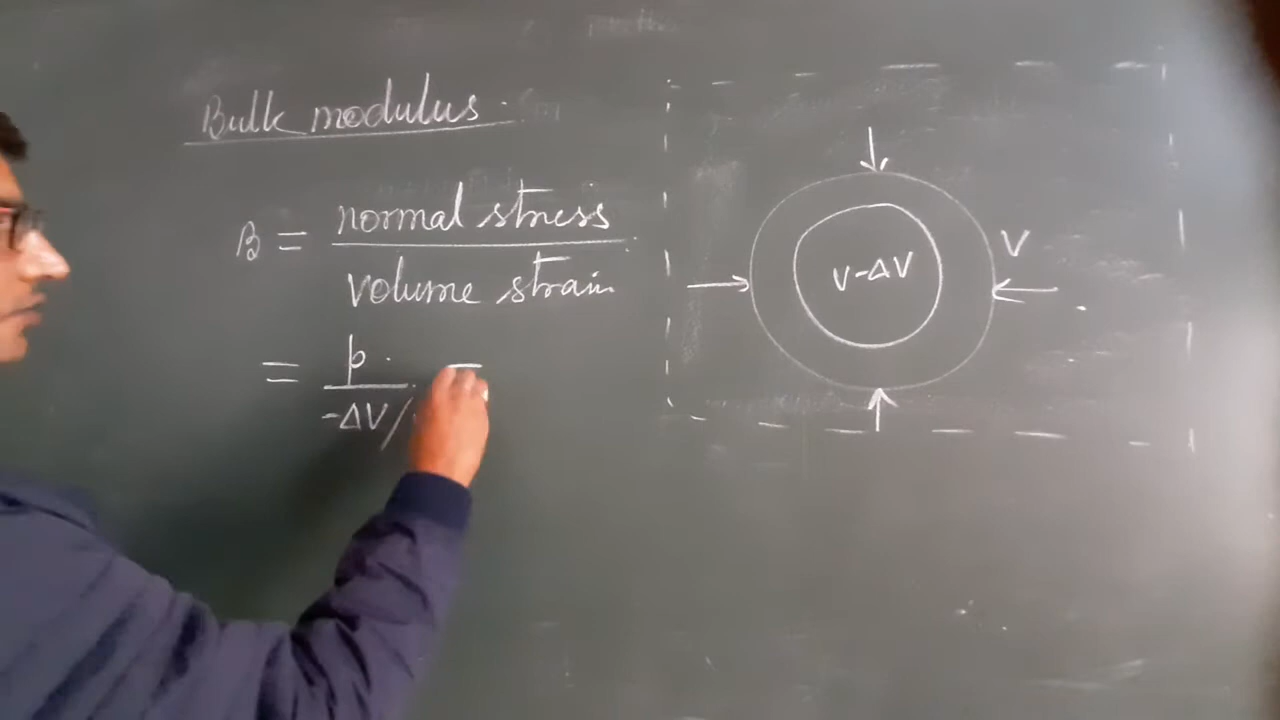 Bulk modulus
B = normal stress / volume strain
= p / -ΔV/
V
V-ΔV